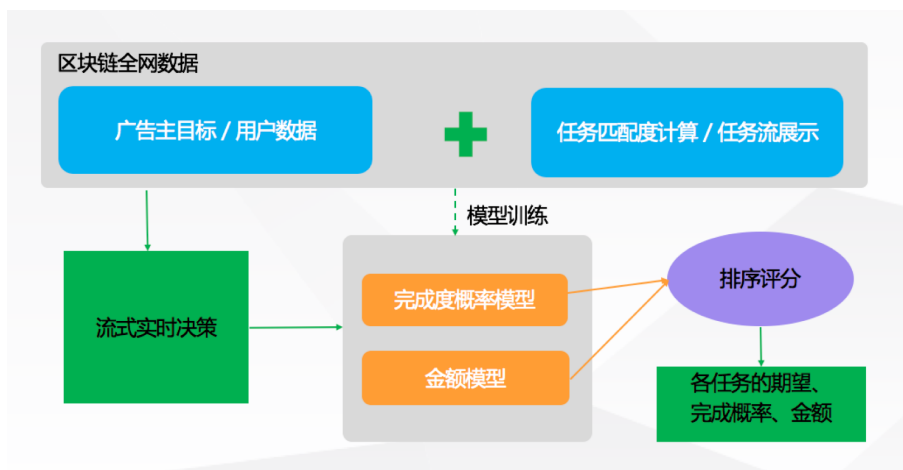 区块链全网数据
广告主目标 / 用户数据
任务匹配度计算 / 任务流展示
模型训练
完成度概率模型
排序评分
流式实时决策
金额模型
各任务的期望、
完成概率、金额